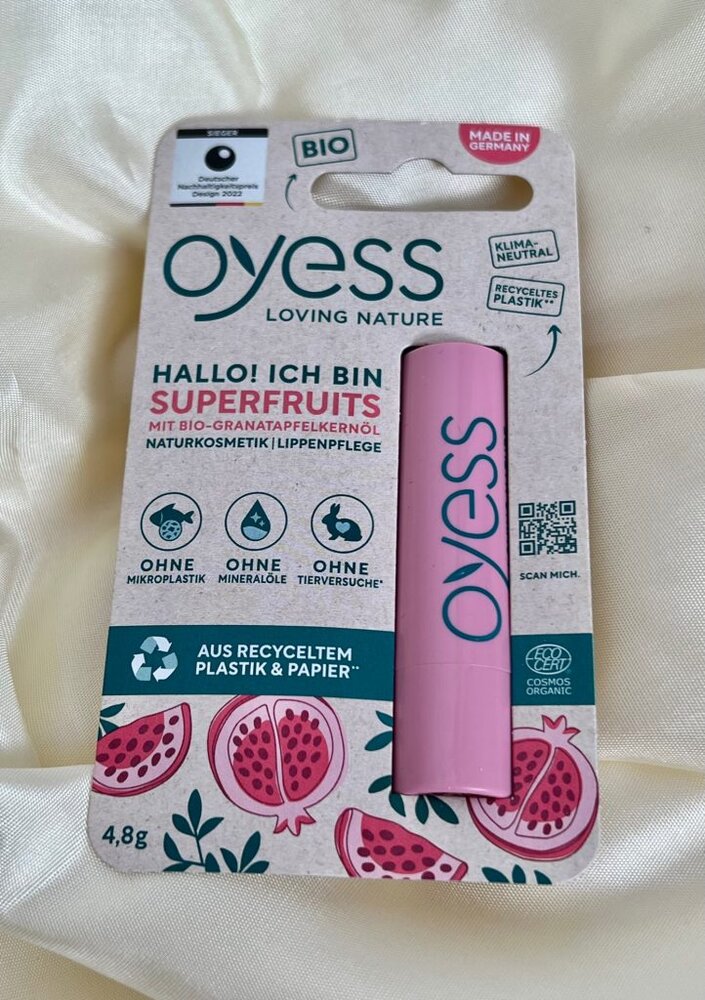 SIEGER
Deutscher
Nachhaltigkeitspreis
Design 2022
BIO
MADE IN
GERMANY
oyess
LOVING NATURE
KLIMA-
NEUTRAL
RECYCELTES
PLASTIK**
HALLO! ICH BIN
SUPERFRUITS
MIT BIO-GRANATAPFELKERNÖL
NATURKOSMETIK | LIPPENPFLEGE
oyess
OHNE
MIKROPLASTIK
OHNE
MINERALÖLE
OHNE
TIERVERSUCHE*
SCAN MICH.
AUS RECYCELTEM
PLASTIK & PAPIER**
ECO
CERT
COSMOS
ORGANIC
4,8g